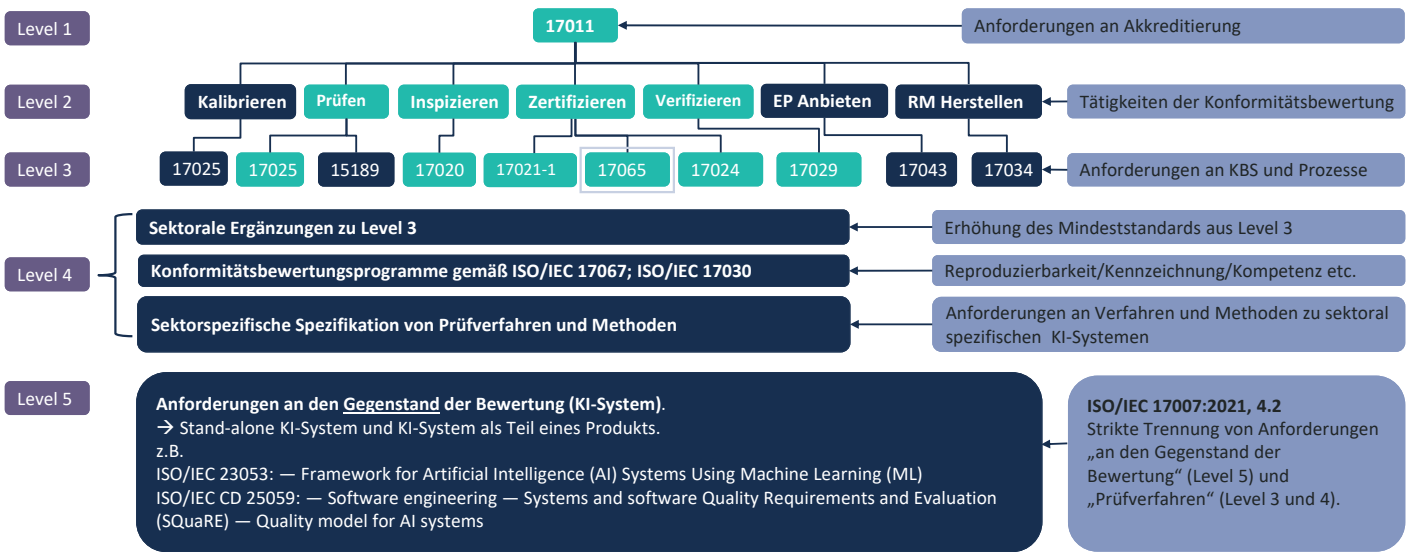 Level 1
17011
Anforderungen an Akkreditierung
Level 2
Kalibrieren
Prüfen
Inspizieren
Zertifizieren
Verifizieren
EP Anbieten
RM Herstellen
Tätigkeiten der Konformitätsbewertung
Level 3
17025
17025
15189
17020
17021-1
17065
17024
17029
17043
17034
Anforderungen an KBS und Prozesse
Level 4
Sektorale Ergänzungen zu Level 3
Erhöhung des Mindeststandards aus Level 3
Konformitätsbewertungsprogramme gemäß ISO/IEC 17067; ISO/IEC 17030
Reproduzierbarkeit/Kennzeichnung/Kompetenz etc.
Sektorspezifische Spezifikation von Prüfverfahren und Methoden
Anforderungen an Verfahren und Methoden zu sektoral
spezifischen KI-Systemen
Level 5
Anforderungen an den Gegenstand der Bewertung (KI-System).
→ Stand-alone KI-System und KI-System als Teil eines Produkts.
z.B.
ISO/IEC 23053: — Framework for Artificial Intelligence (AI) Systems Using Machine Learning (ML)
ISO/IEC CD 25059: — Software engineering — Systems and software Quality Requirements and Evaluation
(SQuaRE) — Quality model for AI systems
ISO/IEC 17007:2021, 4.2
Strikte Trennung von Anforderungen
„an den Gegenstand der
Bewertung“ (Level 5) und
„Prüfverfahren“ (Level 3 und 4).